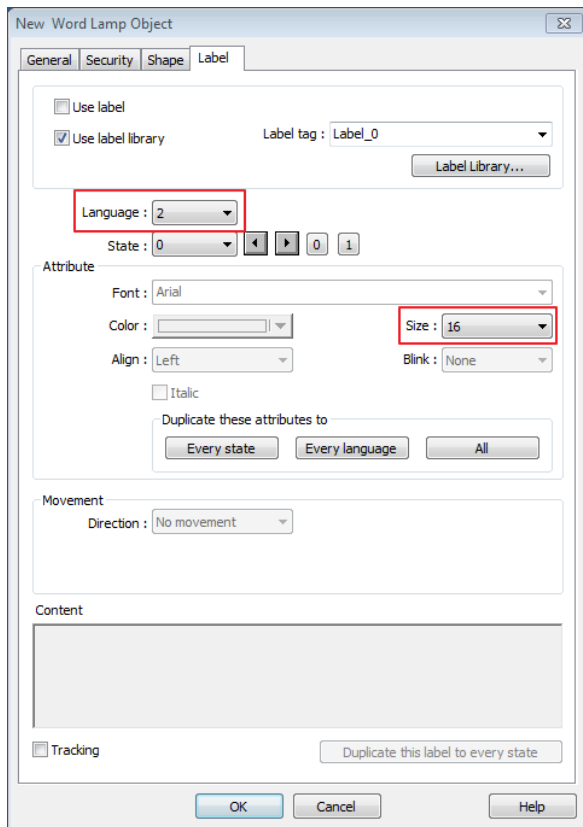 New Word Lamp Object
General Security Shape Label
Use label
Use label library Label tag : Label_0
Label Library...
Language : 2
State : 0 0 1
Attribute
Font : Arial
Color : Size : 16
Align : Left Blink : None
Italic
Duplicate these attributes to
Every state Every language All
Movement
Direction : No movement
Content
Tracking Duplicate this label to every state
OK Cancel Help